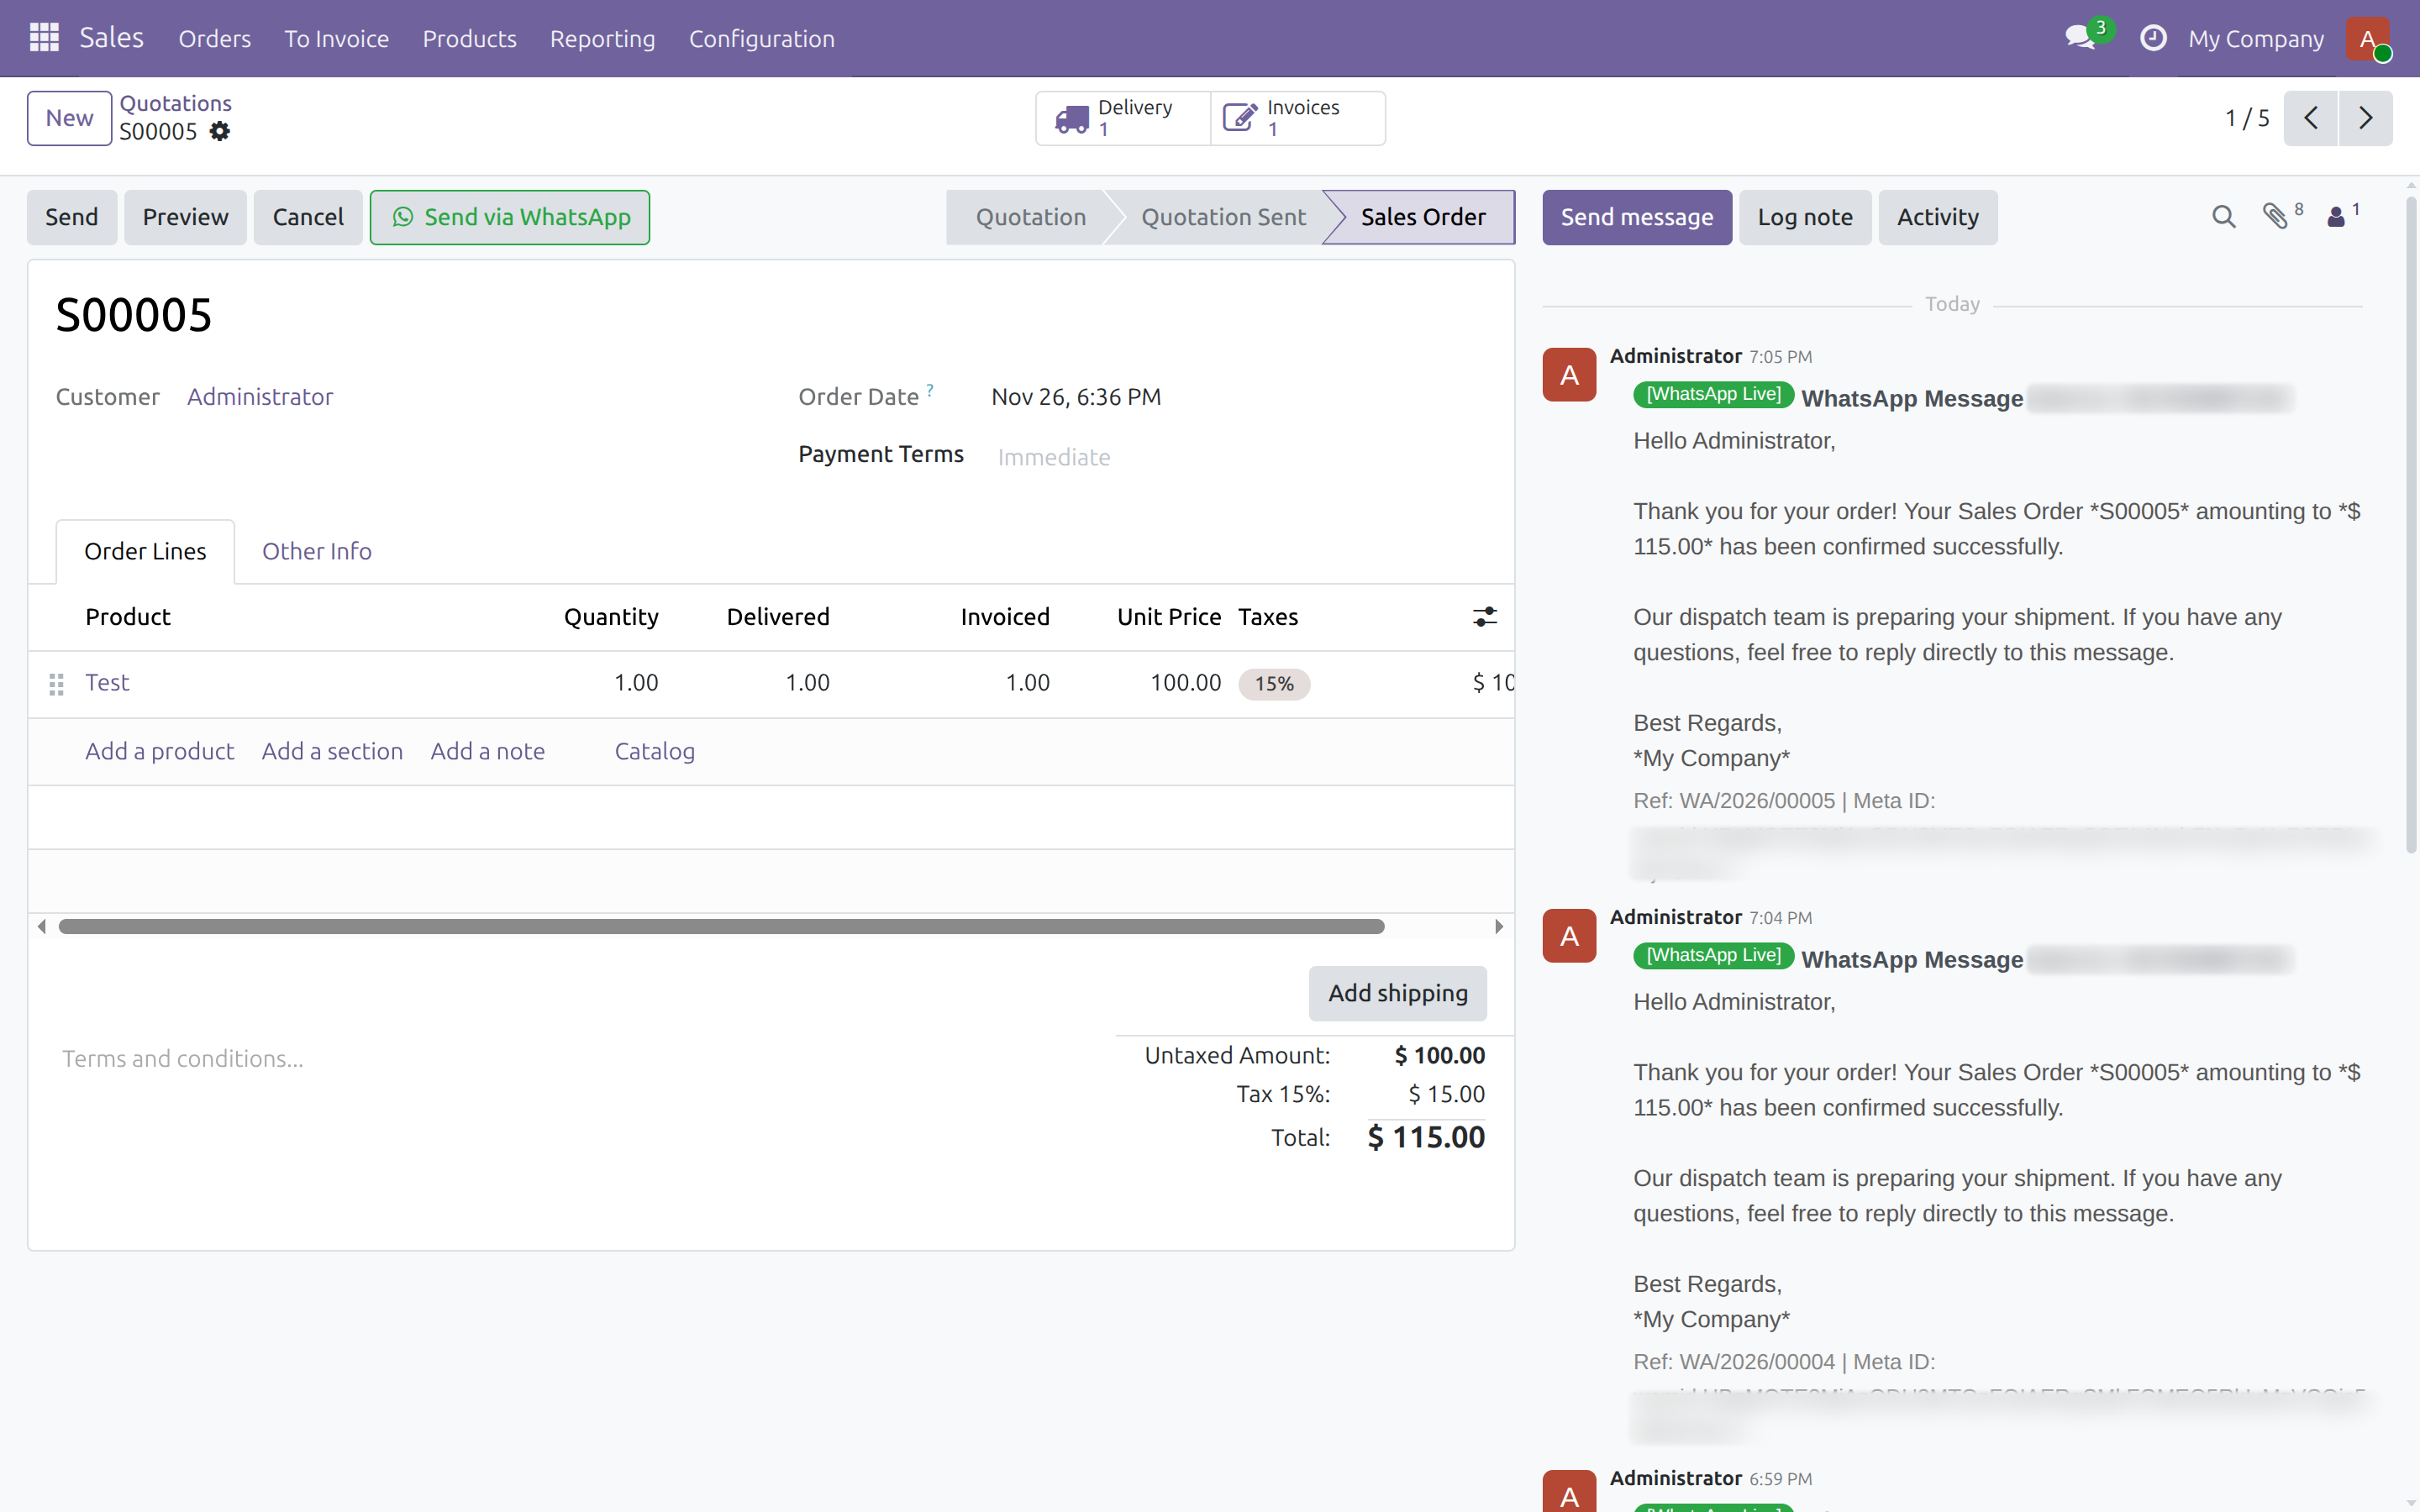 Sales Orders To Invoice Products Reporting Configuration 3 My Company A
New Quotations
S00005
Delivery
1
Invoices
1
1 / 5
Send Preview Cancel Send via WhatsApp
Quotation Quotation Sent Sales Order
Send message Log note Activity 8 1
S00005
Customer Administrator
Order Date ? Nov 26, 6:36 PM
Payment Terms Immediate
Order Lines Other Info
Product Quantity Delivered Invoiced Unit Price Taxes
Test 1.00 1.00 1.00 100.00 15% $ 10
Add a product Add a section Add a note Catalog
Add shipping
Terms and conditions...
Untaxed Amount: $ 100.00
Tax 15%: $ 15.00
Total: $ 115.00
Today
A Administrator 7:05 PM
[WhatsApp Live] WhatsApp Message
Hello Administrator,
Thank you for your order! Your Sales Order *S00005* amounting to *$
115.00* has been confirmed successfully.
Our dispatch team is preparing your shipment. If you have any
questions, feel free to reply directly to this message.
Best Regards,
*My Company*
Ref: WA/2026/00005 | Meta ID:
A Administrator 7:04 PM
[WhatsApp Live] WhatsApp Message
Hello Administrator,
Thank you for your order! Your Sales Order *S00005* amounting to *$
115.00* has been confirmed successfully.
Our dispatch team is preparing your shipment. If you have any
questions, feel free to reply directly to this message.
Best Regards,
*My Company*
Ref: WA/2026/00004 | Meta ID:
A Administrator 6:59 PM